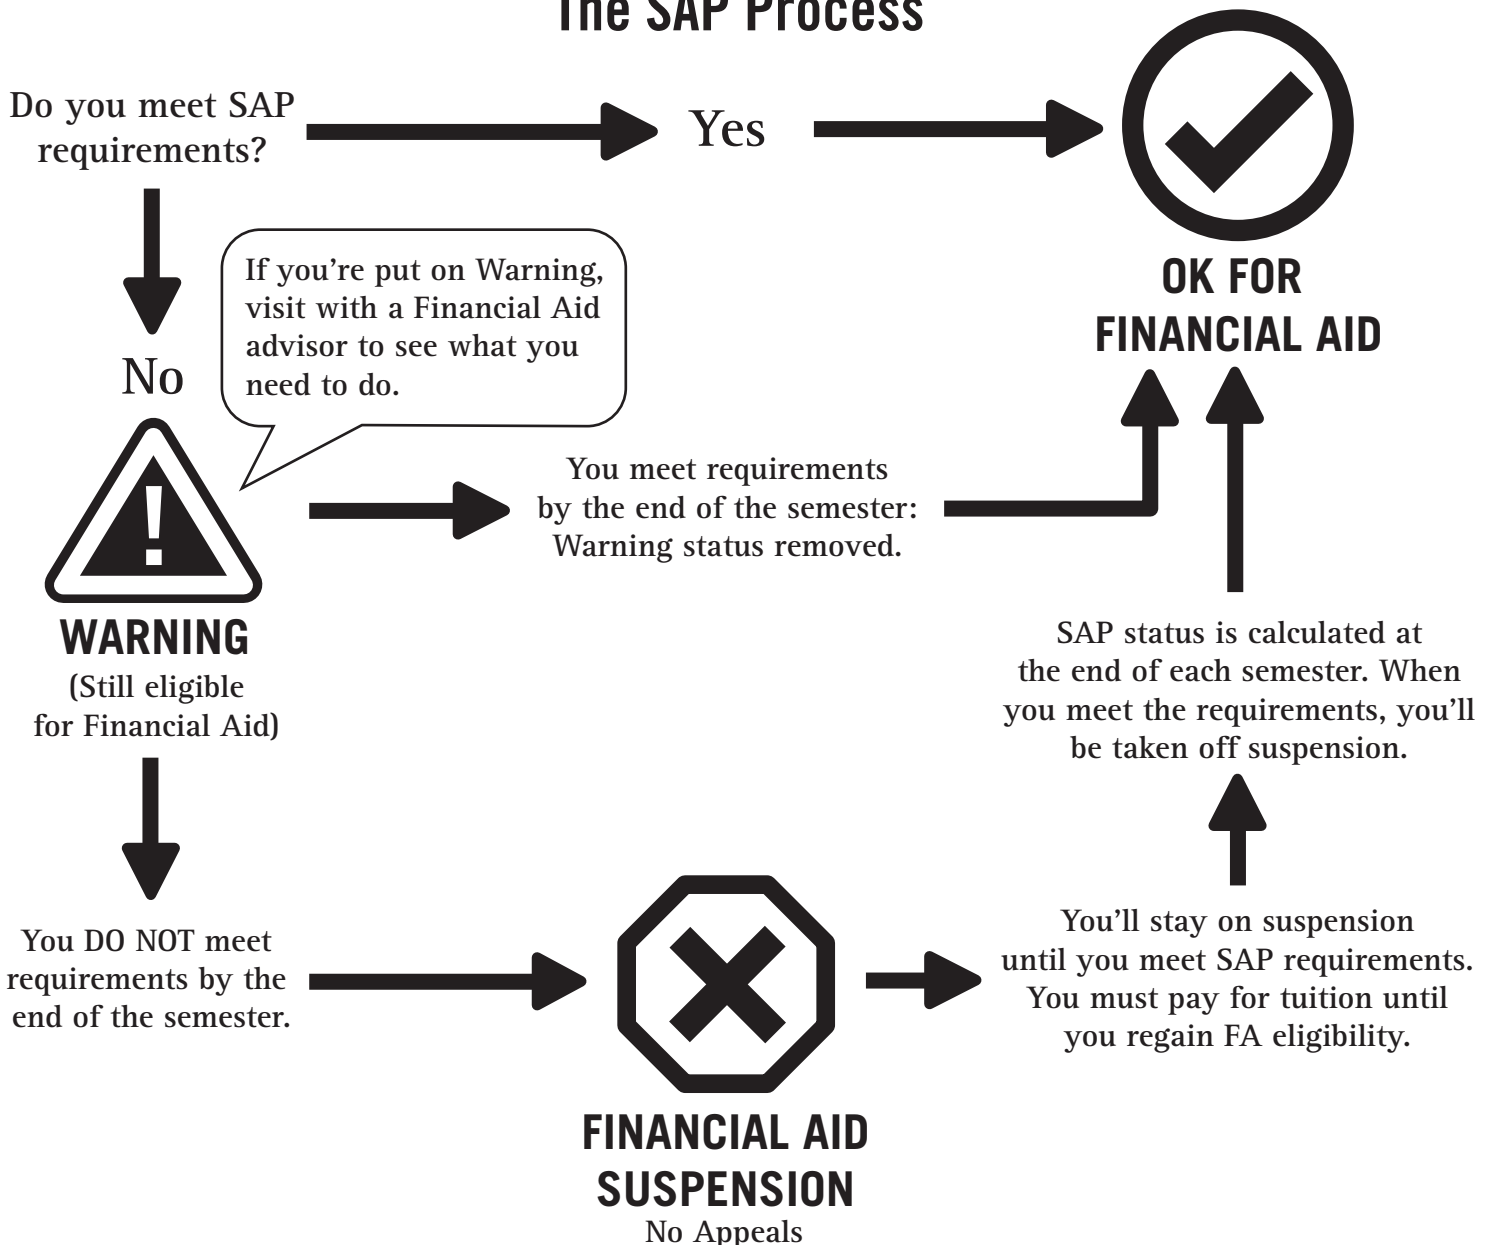 The SAP Process
Do you meet SAP
requirements?
Yes
OK FOR
FINANCIAL AID
No
If you're put on Warning,
visit with a Financial Aid
advisor to see what you
need to do.
!
WARNING
(Still eligible
for Financial Aid)
You meet requirements
by the end of the semester:
Warning status removed.
You DO NOT meet
requirements by the
end of the semester.
FINANCIAL AID
SUSPENSION
No Appeals
You'll stay on suspension
until you meet SAP requirements.
You must pay for tuition until
you regain FA eligibility.
SAP status is calculated at
the end of each semester. When
you meet the requirements, you'll
be taken off suspension.